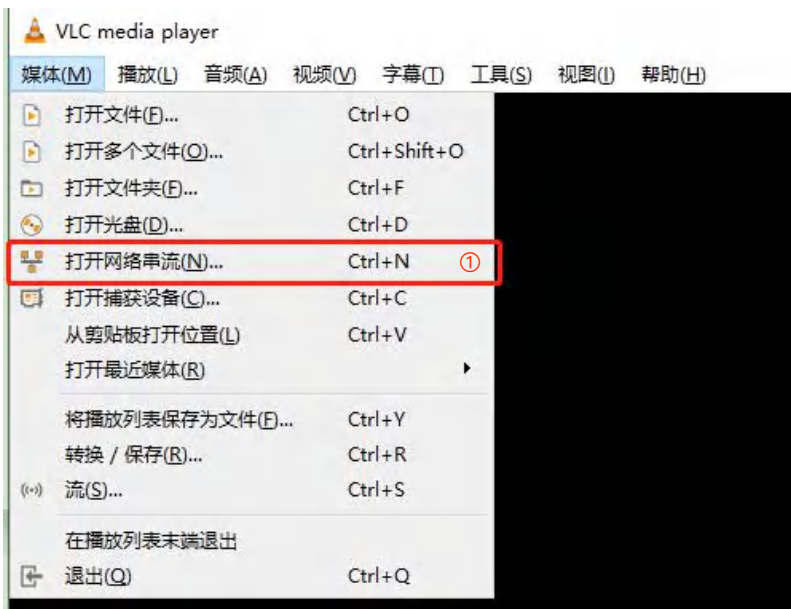 VLC media player
媒体(M) 播放(L) 音频(A) 视频(V) 字幕(T) 工具(S) 视图(I) 帮助(H)
打开文件(F)... Ctrl+O
打开多个文件(O)... Ctrl+Shift+O
打开文件夹(F)... Ctrl+F
打开光盘(D)... Ctrl+D
打开网络串流(N)... Ctrl+N ①
打开捕获设备(C)... Ctrl+C
从剪贴板打开位置(L) Ctrl+V
打开最近媒体(R)
将播放列表保存为文件(F)... Ctrl+Y
转换 / 保存(R)... Ctrl+R
流(S)... Ctrl+S
在播放列表末端退出
退出(Q) Ctrl+Q